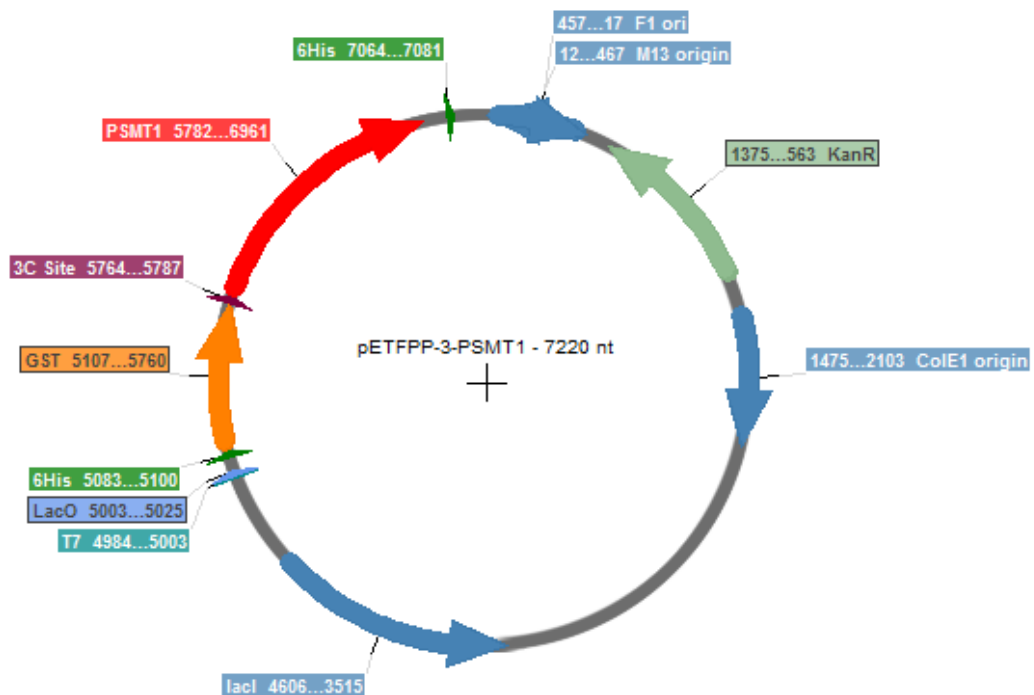 457...17 F1 ori
6His 7064...7081
12...467 M13 origin
PSMT1 5782...6961
1375...563 KanR
3C Site 5764...5787
pETFPP-3-PSMT1 - 7220 nt
GST 5107...5760
1475...2103 ColE1 origin
6His 5083...5100
LacO 5003...5025
T7 4984...5003
lacI 4606...3515